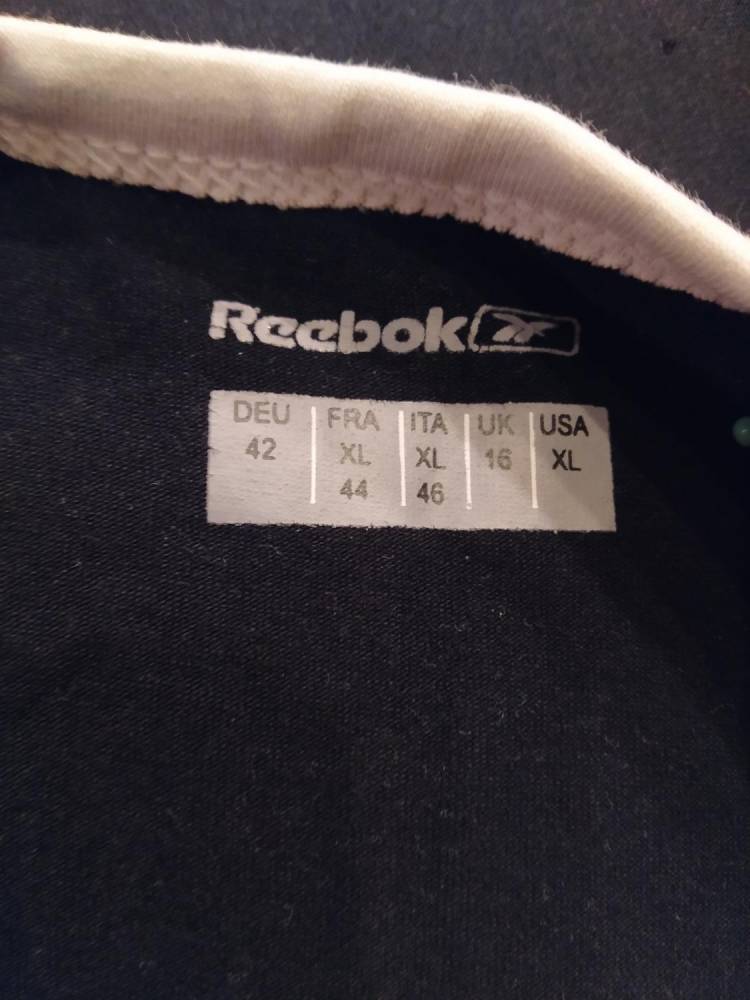 Reebok
DEU FRA ITA UK USA
42 XL XL 16 XL
44 46